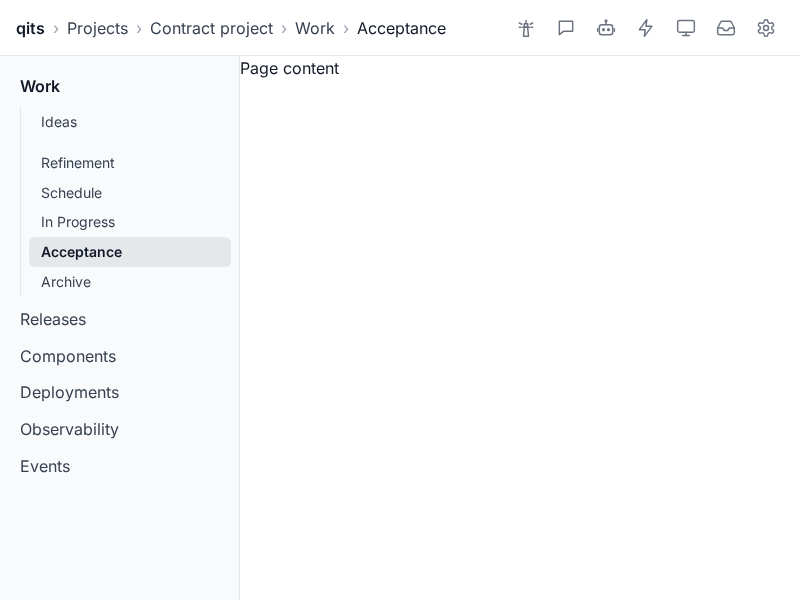 qits › Projects › Contract project › Work › Acceptance
Work
Ideas
Refinement
Schedule
In Progress
Acceptance
Archive
Releases
Components
Deployments
Observability
Events
Page content